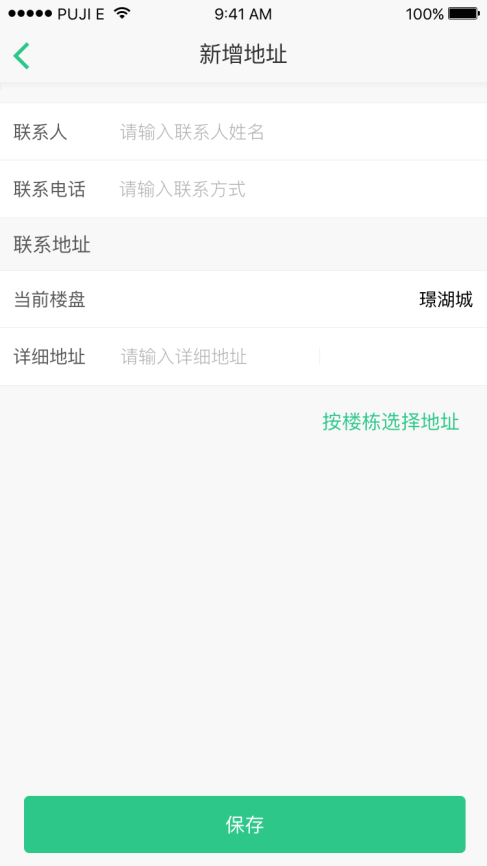 PUJI E 9:41 AM 100%
新增地址
联系人 请输入联系人姓名
联系电话 请输入联系方式
联系地址
当前楼盘 璟湖城
详细地址 请输入详细地址
按楼栋选择地址
保存